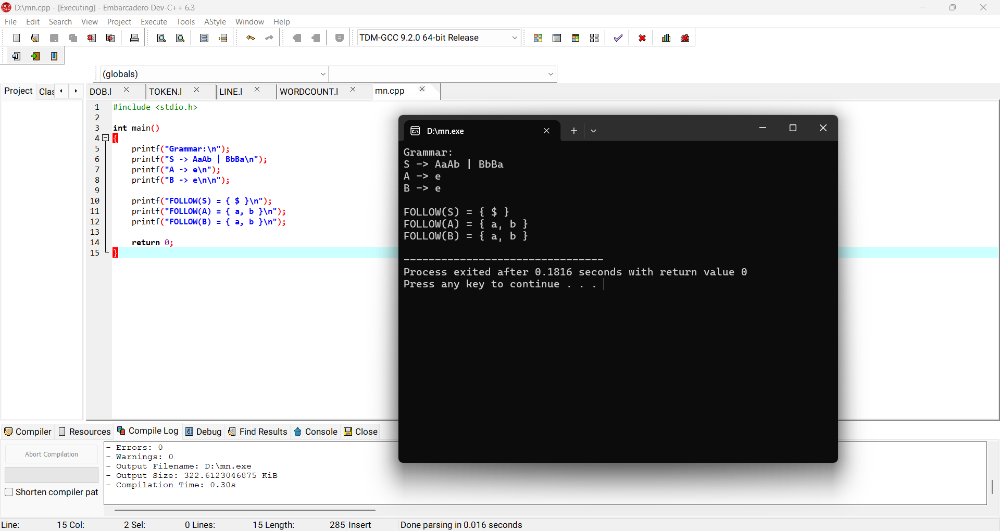 D:\mn.cpp - [Executing] - Embarcadero Dev-C++ 6.3
File Edit Search View Project Execute Tools AStyle Window Help
TDM-GCC 9.2.0 64-bit Release
(globals)
Project Clas
DOB.l TOKEN.l LINE.l WORDCOUNT.l mn.cpp
1 #include <stdio.h>
2
3 int main()
4 {
5 printf("Grammar:\n");
6 printf("S -> AaAb | BbBa\n");
7 printf("A -> e\n");
8 printf("B -> e\n\n");
9
10 printf("FOLLOW(S) = { $ }\n");
11 printf("FOLLOW(A) = { a, b }\n");
12 printf("FOLLOW(B) = { a, b }\n");
13
14 return 0;
15 }
D:\mn.exe
Grammar:
S -> AaAb | BbBa
A -> e
B -> e
FOLLOW(S) = { $ }
FOLLOW(A) = { a, b }
FOLLOW(B) = { a, b }
--------------------------------
Process exited after 0.1816 seconds with return value 0
Press any key to continue . . .
Compiler Resources Compile Log Debug Find Results Console Close
Abort Compilation
Shorten compiler pat
- Errors: 0
- Warnings: 0
- Output Filename: D:\mn.exe
- Output Size: 322.6123046875 KiB
- Compilation Time: 0.30s
Line: 15 Col: 2 Sel: 0 Lines: 15 Length: 285 Insert Done parsing in 0.016 seconds